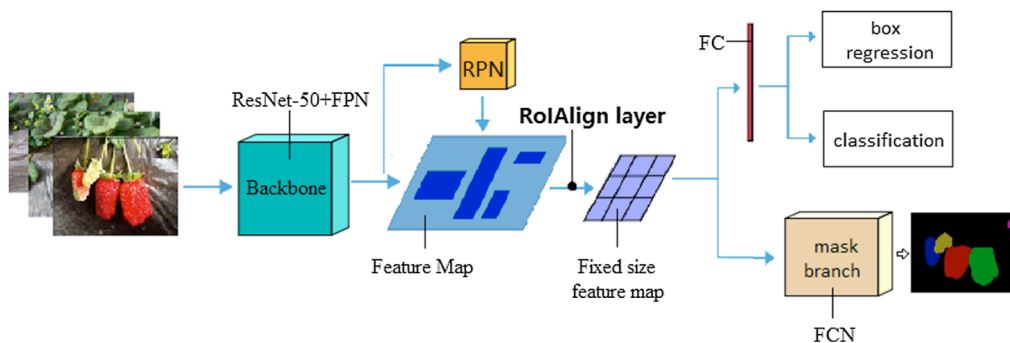 ResNet-50+FPN
Backbone
RPN
Feature Map
RoIAlign layer
Fixed size
feature map
FC
box
regression
classification
mask
branch
FCN